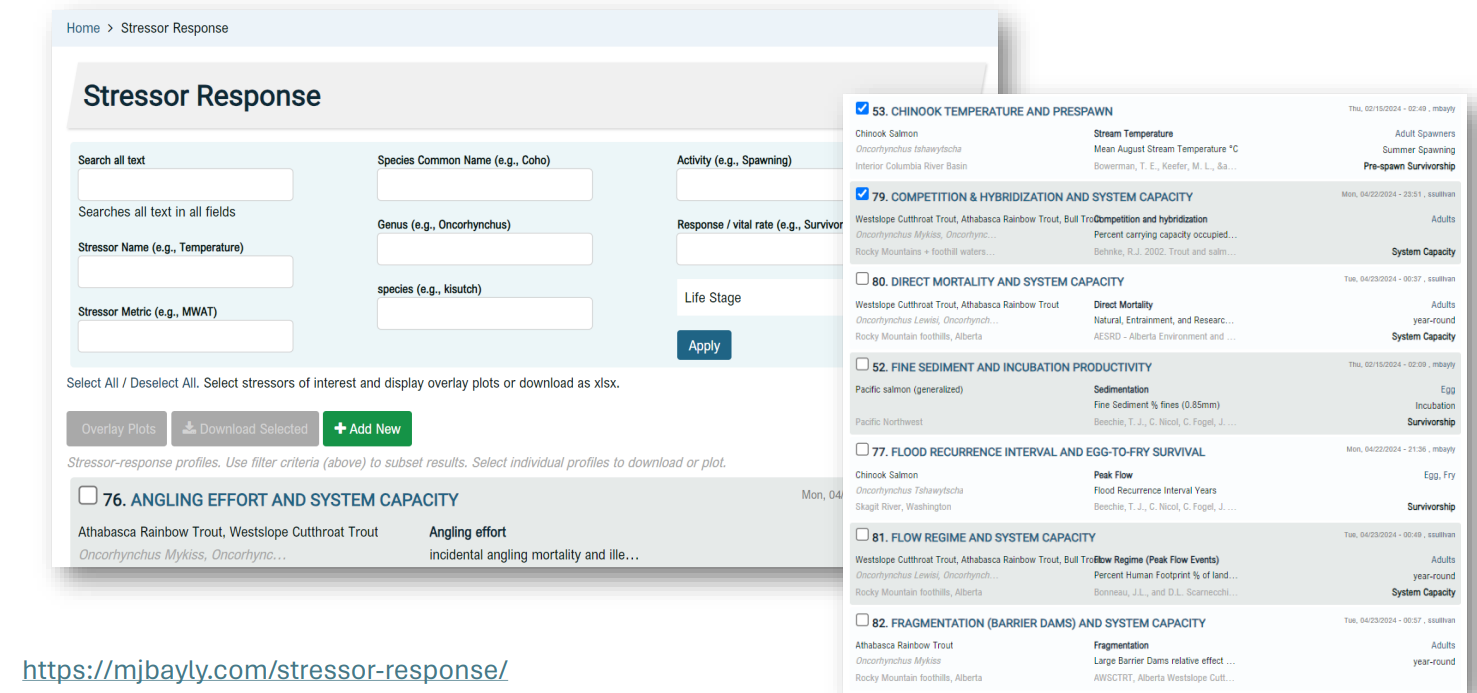 Home > Stressor Response
Stressor Response
Search all text
Searches all text in all fields
Stressor Name (e.g., Temperature)
Stressor Metric (e.g., MWAT)
Species Common Name (e.g., Coho)
Genus (e.g., Oncorhynchus)
species (e.g., kisutch)
Activity (e.g., Spawning)
Response / vital rate (e.g., Survivor
Life Stage
Apply
Select All / Deselect All. Select stressors of interest and display overlay plots or download as xlsx.
Overlay Plots Download Selected + Add New
Stressor-response profiles. Use filter criteria (above) to subset results. Select individual profiles to download or plot.
76. ANGLING EFFORT AND SYSTEM CAPACITY Mon, 04/
Athabasca Rainbow Trout, Westslope Cutthroat Trout Angling effort
Oncorhynchus Mykiss, Oncorhync... incidental angling mortality and ille...
53. CHINOOK TEMPERATURE AND PRESPAWN Thu, 02/15/2024 - 02:49 , mbayly
Chinook Salmon Stream Temperature Adult Spawners
Oncorhynchus tshawytscha Mean August Stream Temperature °C Summer Spawning
Interior Columbia River Basin Bowerman, T. E., Keefer, M. L., &a... Pre-spawn Survivorship
79. COMPETITION & HYBRIDIZATION AND SYSTEM CAPACITY Mon, 04/22/2024 - 23:51 , ssullivan
Westslope Cutthroat Trout, Athabasca Rainbow Trout, Bull Tro Competition and hybridization Adults
Oncorhynchus Mykiss, Oncorhync... Percent carrying capacity occupied...
Rocky Mountains + foothill waters... Behnke, R.J. 2002. Trout and salm... System Capacity
80. DIRECT MORTALITY AND SYSTEM CAPACITY Tue, 04/23/2024 - 00:37 , ssullivan
Westslope Cutthroat Trout, Athabasca Rainbow Trout Direct Mortality Adults
Oncorhynchus Lewisi, Oncorhynch... Natural, Entrainment, and Researc... year-round
Rocky Mountain foothills, Alberta AESRD - Alberta Environment and ... System Capacity
52. FINE SEDIMENT AND INCUBATION PRODUCTIVITY Thu, 02/15/2024 - 02:09 , mbayly
Pacific salmon (generalized) Sedimentation Egg
Fine Sediment % fines (0.85mm) Incubation
Pacific Northwest Beechie, T. J., C. Nicol, C. Fogel, J. ... Survivorship
77. FLOOD RECURRENCE INTERVAL AND EGG-TO-FRY SURVIVAL Mon, 04/22/2024 - 21:36 , mbayly
Chinook Salmon Peak Flow Egg, Fry
Oncorhynchus Tshawytscha Flood Recurrence Interval Years
Skagit River, Washington Beechie, T. J., C. Nicol, C. Fogel, J. ... Survivorship
81. FLOW REGIME AND SYSTEM CAPACITY Tue, 04/23/2024 - 00:49 , ssullivan
Westslope Cutthroat Trout, Athabasca Rainbow Trout, Bull Tro Flow Regime (Peak Flow Events) Adults
Oncorhynchus Lewisi, Oncorhynch... Percent Human Footprint % of land... year-round
Rocky Mountain foothills, Alberta Bonneau, J.L., and D.L. Scarnecchi... System Capacity
82. FRAGMENTATION (BARRIER DAMS) AND SYSTEM CAPACITY Tue, 04/23/2024 - 00:57 , ssullivan
Athabasca Rainbow Trout Fragmentation Adults
Oncorhynchus Mykiss Large Barrier Dams relative effect ... year-round
Rocky Mountain foothills, Alberta AWSCTRT, Alberta Westslope Cutt...
https://mjbayly.com/stressor-response/